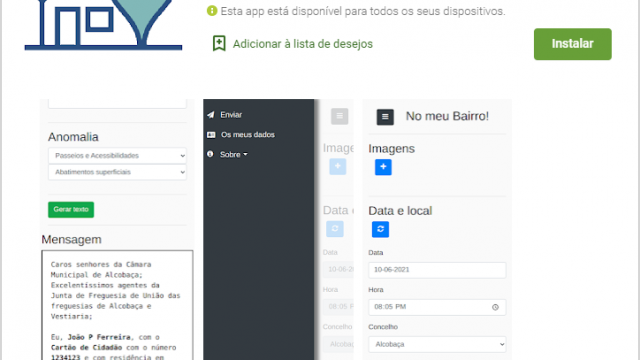 Esta app está disponível para todos os seus dispositivos.
Adicionar à lista de desejos
Instalar
Anomalia
Passeios e Acessibilidades
Abatimentos superficiais
Gerar texto
Mensagem
Caros senhores da Câmara
Municipal de Alcobaça;
Excelentíssimos agentes da
Junta de Freguesia de União das
freguesias de Alcobaça e
Vestiaria;
Eu, João P Ferreira, com o
Cartão de Cidadão com o número
1234123 e com residência em
Enviar
Os meus dados
Sobre
Image
Data e
Data
10-06-20
Hora
08:05 P
Concelho
Alcobaça
No meu Bairro!
Imagens
Data e local
Data
10-06-2021
Hora
08:05 PM
Concelho
Alcobaça